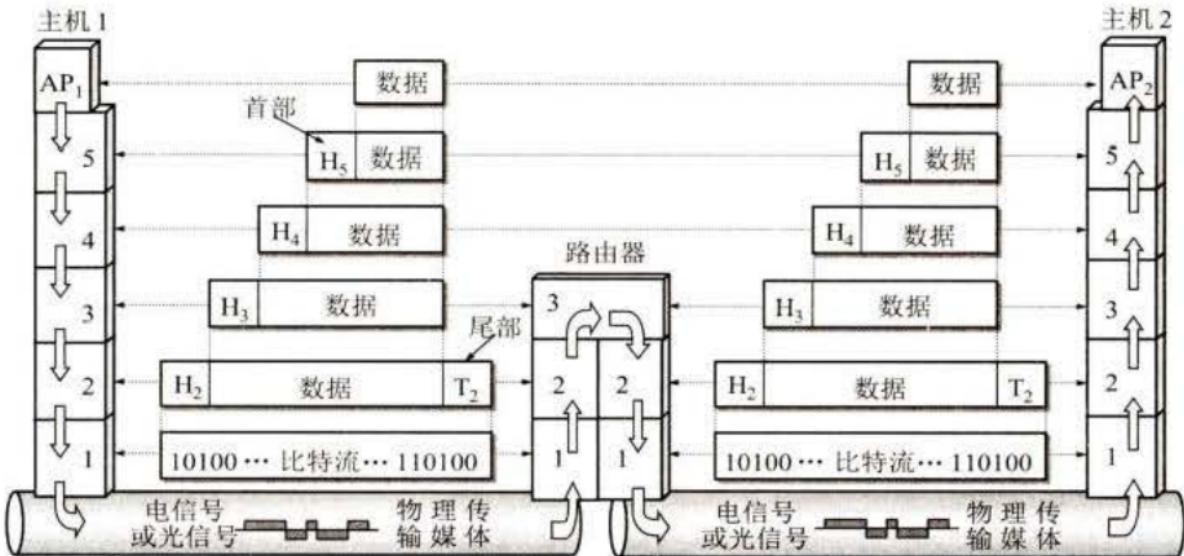 主机 1
主机 2
AP₁
数据
数据
AP₂
首部
5
H₅ 数据
H₅ 数据
5
4
H₄ 数据
H₄ 数据
4
路由器
3
H₃ 数据
3
H₃ 数据
3
尾部
2
H₂ 数据 T₂
2
2
H₂ 数据 T₂
2
1
10100 … 比特流 … 110100
1
1
10100 … 比特流 … 110100
1
电信号
或光信号
物理传
输媒体
电信号
或光信号
物理传
输媒体